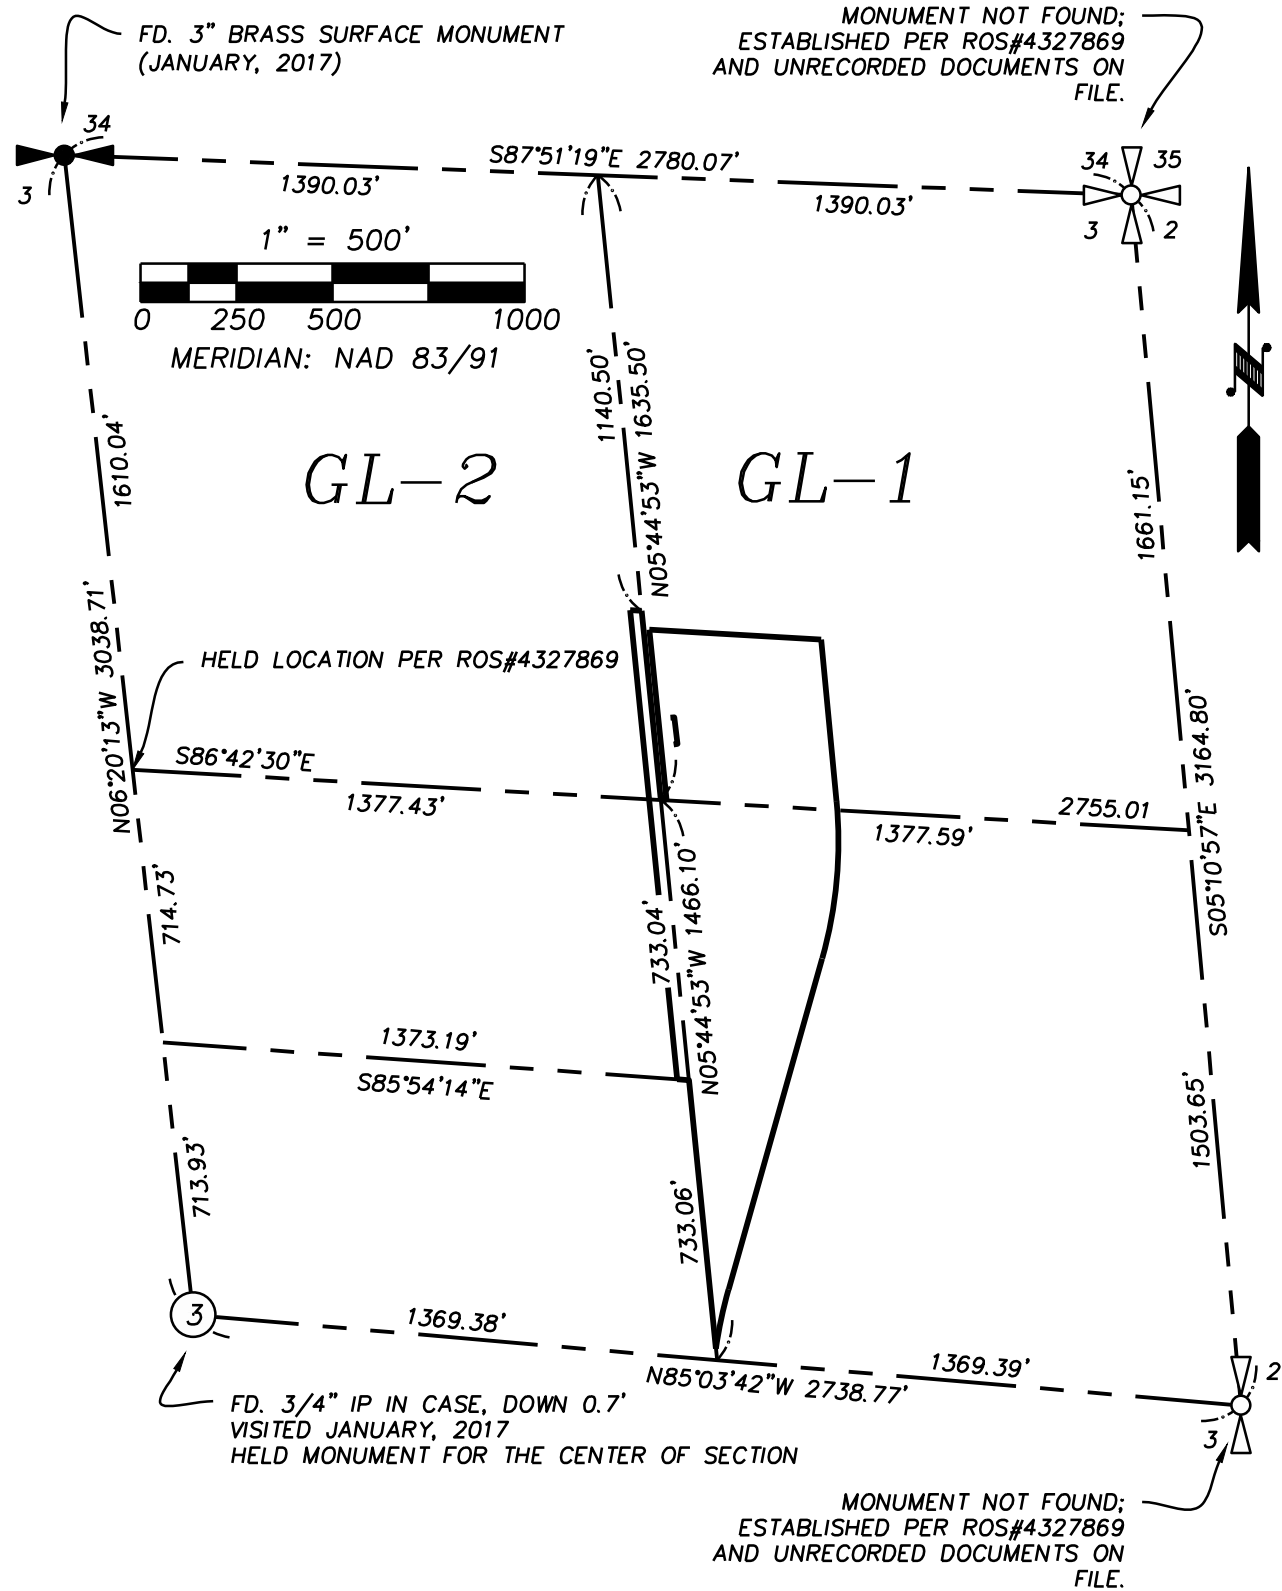 FD. 3" BRASS SURFACE MONUMENT
(JANUARY, 2017)
MONUMENT NOT FOUND;
ESTABLISHED PER ROS#4327869
AND UNRECORDED DOCUMENTS ON
FILE.
34
3
S87°51'19"E 2780.07'
1390.03'
1390.03'
34 35
3 2
1" = 500'
0 250 500 1000
MERIDIAN: NAD 83/91
1140.50'
N05°44'53"W 1635.50'
1610.04'
GL-2
GL-1
1661.15'
N06°20'13"W 3038.71'
HELD LOCATION PER ROS#4327869
S05°10'57"E 3164.80'
S86°42'30"E
1377.43'
2755.01
1377.59'
714.73'
733.04'
N05°44'53"W 1466.10'
1373.19'
S85°54'14"E
1503.65'
713.93'
733.06'
3
1369.38'
N85°03'42"W 2738.77'
1369.39'
2
3
FD. 3/4" IP IN CASE, DOWN 0.7'
VISITED JANUARY, 2017
HELD MONUMENT FOR THE CENTER OF SECTION
MONUMENT NOT FOUND;
ESTABLISHED PER ROS#4327869
AND UNRECORDED DOCUMENTS ON
FILE.